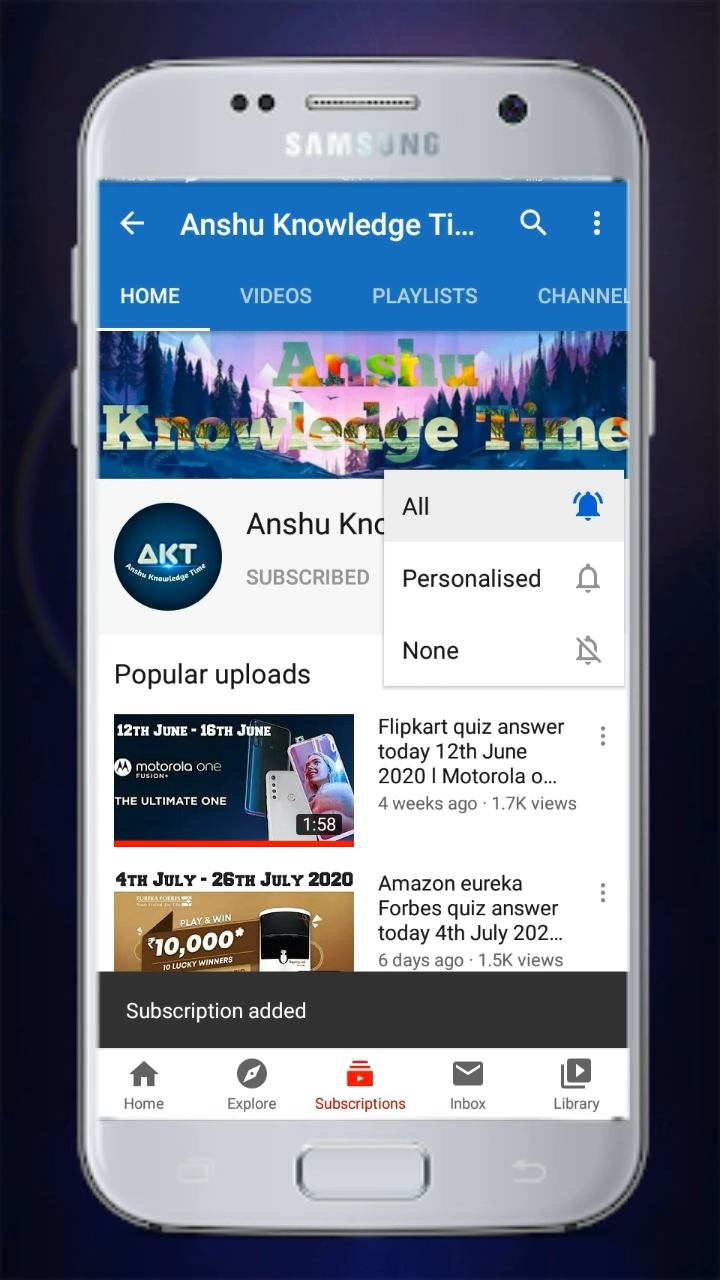 SAMSUNG
Anshu Knowledge Ti...
HOME VIDEOS PLAYLISTS CHANNEL
Anshu
Knowledge Time
All
Anshu Kno
AKT
Anshu Knowledge Time
SUBSCRIBED
Personalised
None
Popular uploads
12TH JUNE - 16TH JUNE
motorola one
FUSION+
THE ULTIMATE ONE
1:58
Flipkart quiz answer
today 12th June
2020 l Motorola o...
4 weeks ago · 1.7K views
4TH JULY - 26TH JULY 2020
EUREKA FORBES
PLAY & WIN
₹10,000*
10 LUCKY WINNERS
Amazon eureka
Forbes quiz answer
today 4th July 202...
6 days ago · 1.5K views
Subscription added
Home Explore Subscriptions Inbox Library